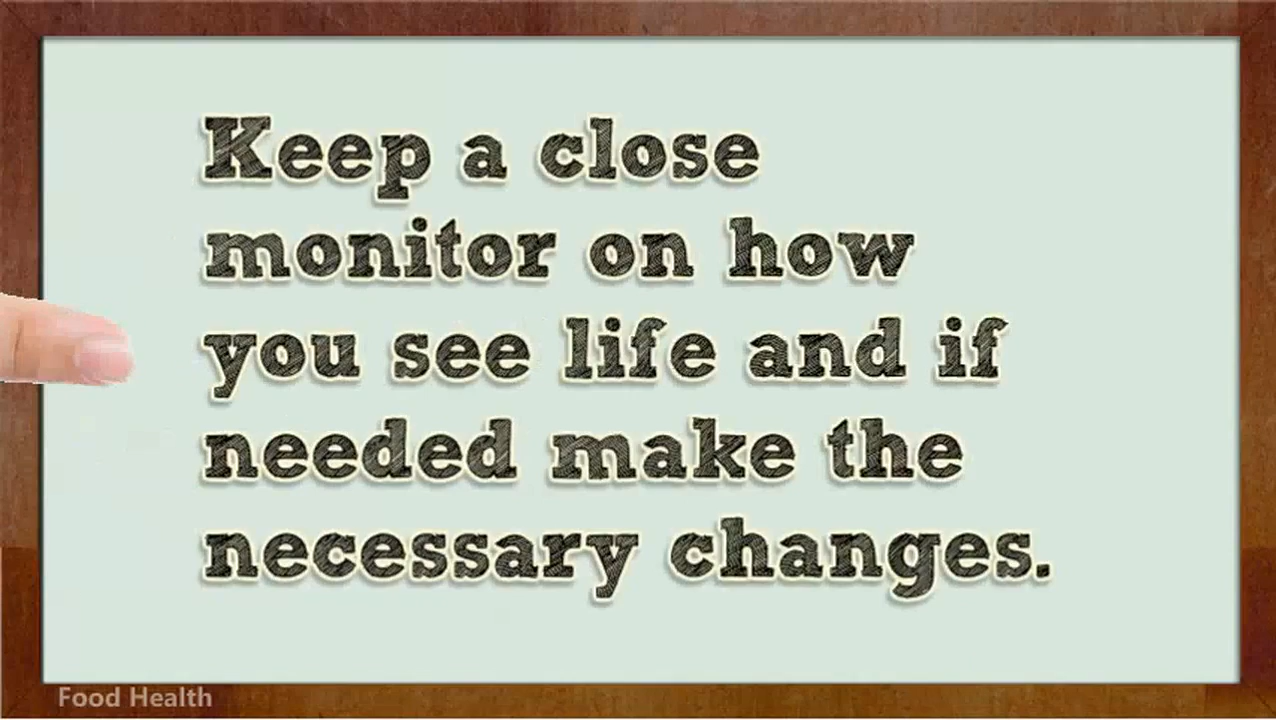 Keep a close
monitor on how
you see life and if
needed make the
necessary changes.
Food Health